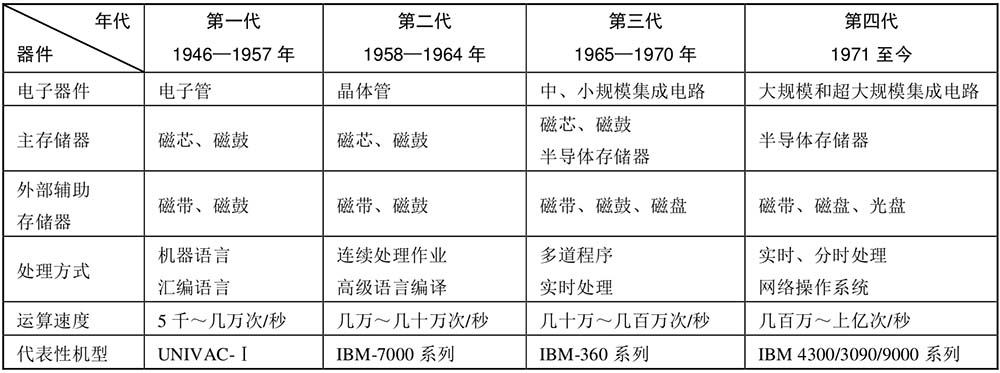 年代 第一代 第二代 第三代 第四代
器件 1946—1957 年 1958—1964 年 1965—1970 年 1971 至今
电子器件 电子管 晶体管 中、小规模集成电路 大规模和超大规模集成电路
主存储器 磁芯、磁鼓 磁芯、磁鼓 磁芯、磁鼓 半导体存储器
半导体存储器
外部辅助 磁带、磁鼓 磁带、磁鼓 磁带、磁鼓、磁盘 磁带、磁盘、光盘
存储器
处理方式 机器语言 连续处理作业 多道程序 实时、分时处理
汇编语言 高级语言编译 实时处理 网络操作系统
运算速度 5 千～几万次/秒 几万～几十万次/秒 几十万～几百万次/秒 几百万～上亿次/秒
代表性机型 UNIVAC-Ⅰ IBM-7000 系列 IBM-360 系列 IBM 4300/3090/9000 系列